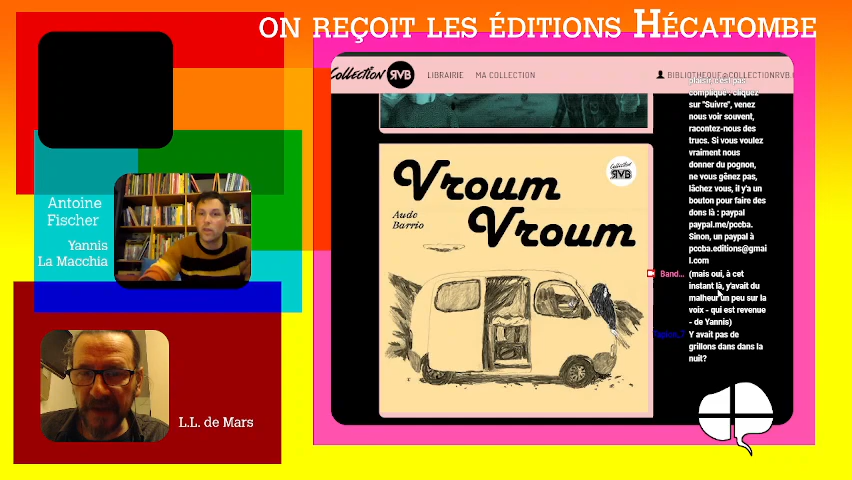 ON REÇOIT LES ÉDITIONS HÉCATOMBE
COLLECTION RVB
LIBRAIRIE
MA COLLECTION
BIBLIOTHEQUE@COLLECTIONRVB.
Vroum
Vroum
Aude
Barrio
Collection
RVB
Antoine
Fischer
Yannis
La Macchia
L.L. de Mars
plaisir, c'est pas
compliqué : cliquez
sur "Suivre", venez
nous voir souvent,
racontez-nous des
trucs. Si vous voulez
vraiment nous
donner du pognon,
ne vous gênez pas,
lâchez vous, il y'a un
bouton pour faire des
dons là : paypal
paypal.me/pccba.
Sinon, un paypal à
pccba.editions@gmai
l.com
Band... (mais oui, à cet
instant là, y'avait du
malheur un peu sur la
voix - qui est revenue
- de Yannis)
Y avait pas de
grillons dans dans la
nuit?